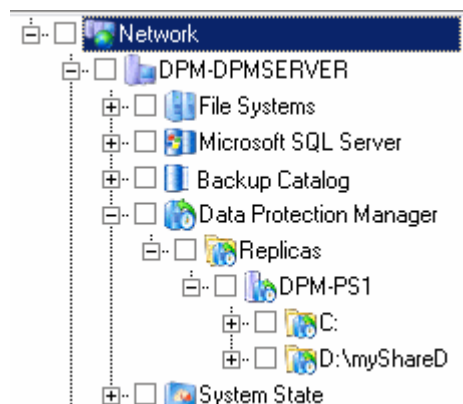 Network
DPM-DPMSERVER
File Systems
Microsoft SQL Server
Backup Catalog
Data Protection Manager
Replicas
DPM-PS1
C:
D:\myShareD
System State